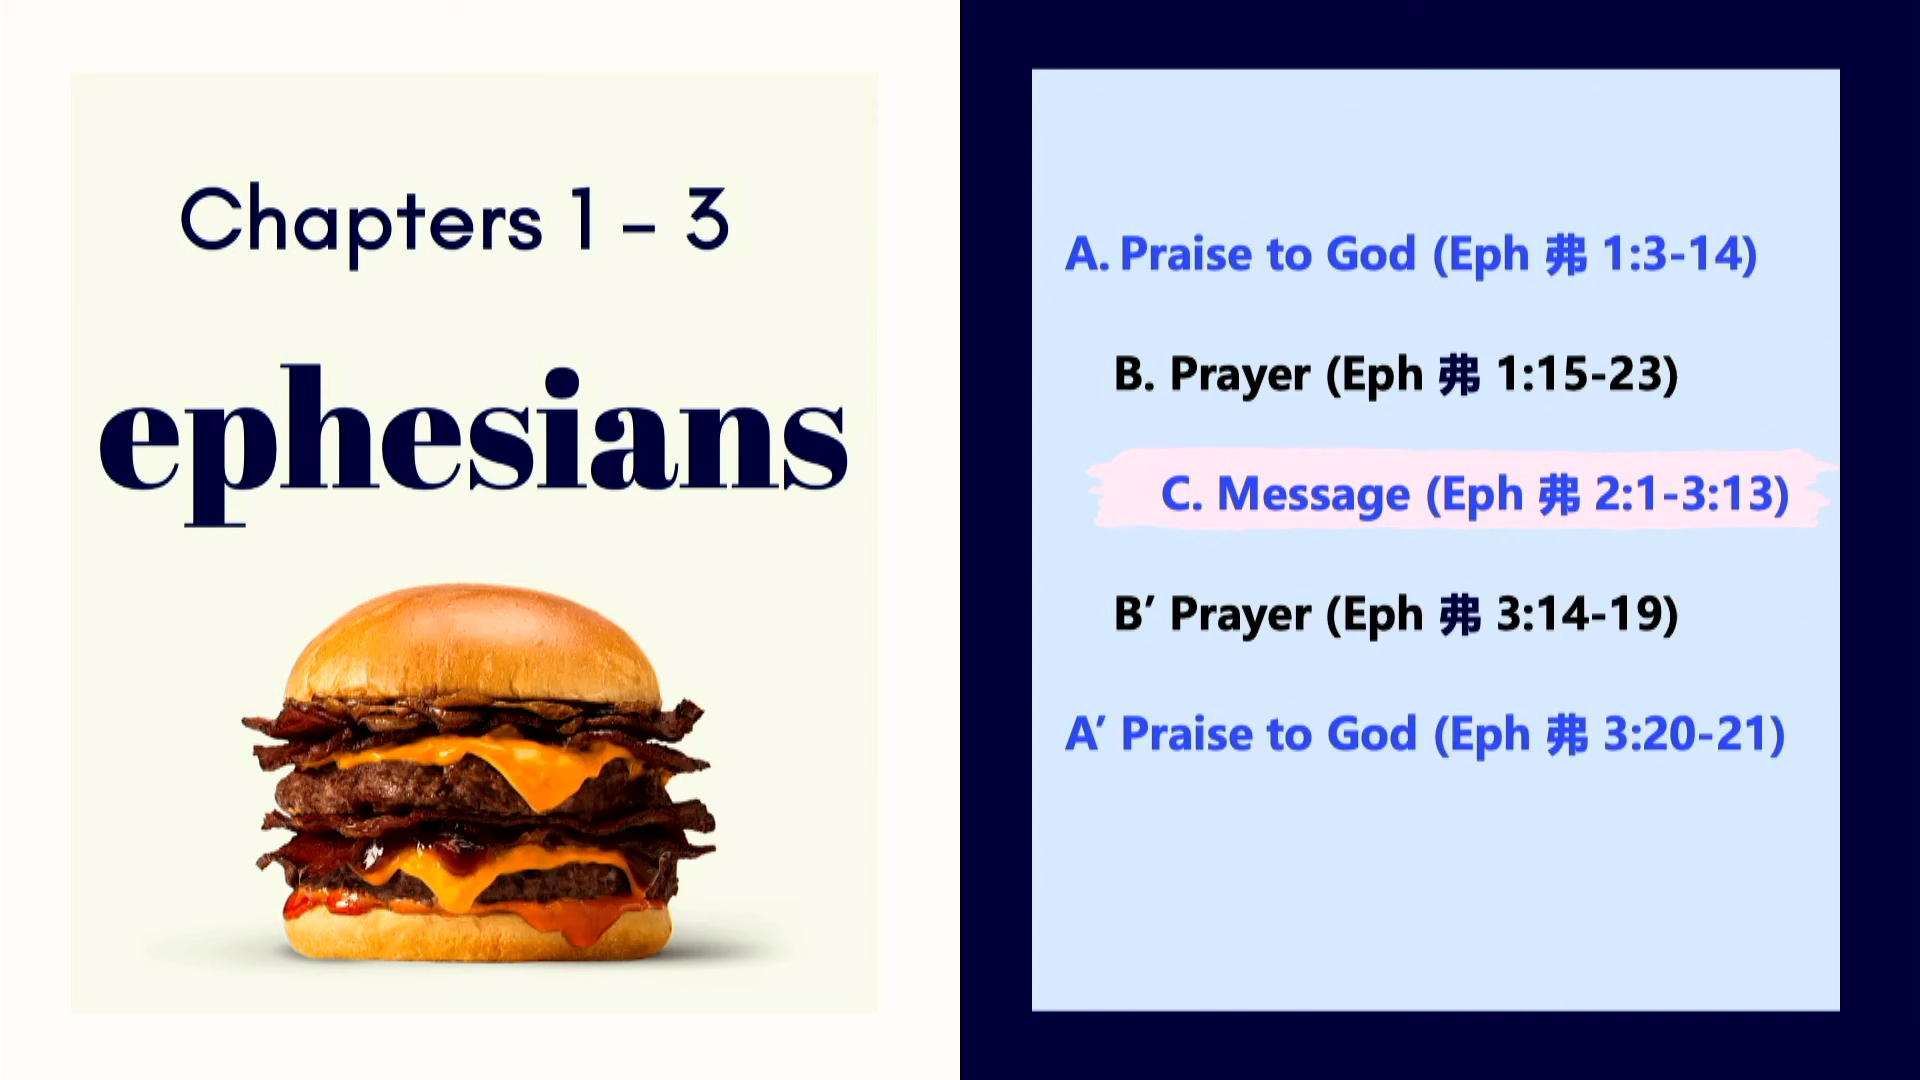 Chapters 1 – 3
ephesians
A. Praise to God (Eph 弗 1:3-14)
B. Prayer (Eph 弗 1:15-23)
C. Message (Eph 弗 2:1-3:13)
B’ Prayer (Eph 弗 3:14-19)
A’ Praise to God (Eph 弗 3:20-21)